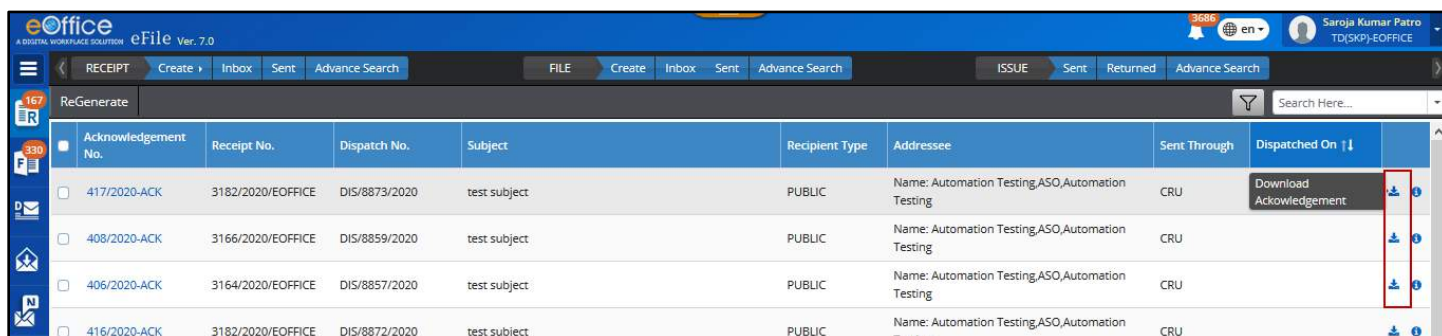 eOffice
A DIGITAL WORKPLACE SOLUTION eFile Ver. 7.0
3686
en
Saroja Kumar Patro
TD(SKP)-EOFFICE
RECEIPT Create Inbox Sent Advance Search FILE Create Inbox Sent Advance Search ISSUE Sent Returned Advance Search
167
R
ReGenerate
Search Here...
Acknowledgement No. Receipt No. Dispatch No. Subject Recipient Type Addressee Sent Through Dispatched On
330
F
417/2020-ACK 3182/2020/EOFFICE DIS/8873/2020 test subject PUBLIC Name: Automation Testing,ASO,Automation Testing CRU
Download Ackowledgement
D
408/2020-ACK 3166/2020/EOFFICE DIS/8859/2020 test subject PUBLIC Name: Automation Testing,ASO,Automation Testing CRU
406/2020-ACK 3164/2020/EOFFICE DIS/8857/2020 test subject PUBLIC Name: Automation Testing,ASO,Automation Testing CRU
N
416/2020-ACK 3182/2020/EOFFICE DIS/8872/2020 test subject PUBLIC Name: Automation Testing,ASO,Automation CRU